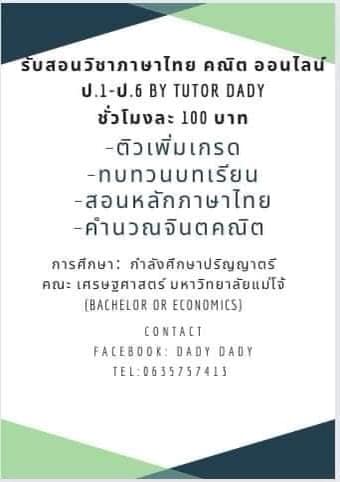 รับสอนวิชาภาษาไทย คณิต ออนไลน์
ป.1-ป.6 BY TUTOR DADY
ชั่วโมงละ 100 บาท
-ติวเพิ่มเกรด
-ทบทวนบทเรียน
-สอนหลักภาษาไทย
-คำนวณจินตคณิต
การศึกษา: กำลังศึกษาปริญญาตรี
คณะ เศรษฐศาสตร์ มหาวิทยาลัยแม่โจ้
(BACHELOR OR ECONOMICS)
CONTACT
FACEBOOK: DADY DADY
TEL:0635757413